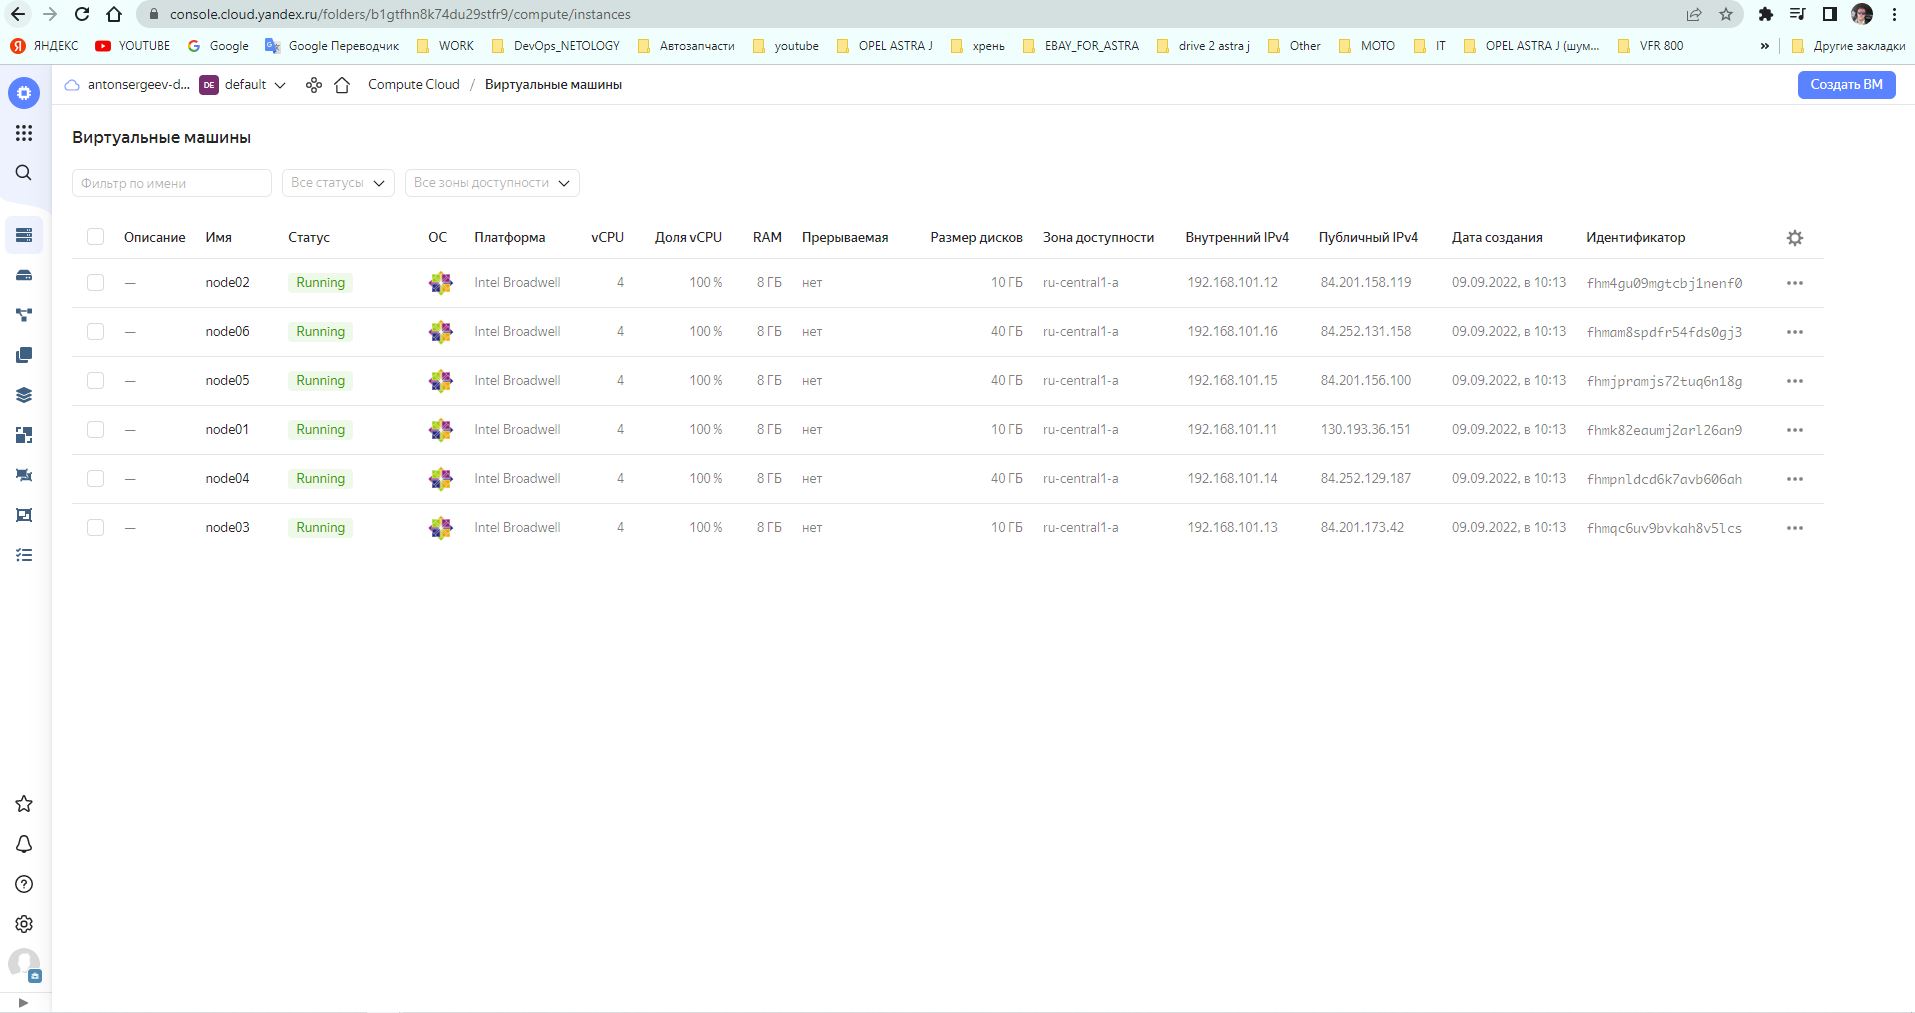 console.cloud.yandex.ru/folders/b1gtfhn8k74du29stfr9/compute/instances
ЯНДЕКС YOUTUBE Google Google Переводчик WORK DevOps_NETOLOGY Автозапчасти youtube OPEL ASTRA J хрень EBAY_FOR_ASTRA drive 2 astra j Other МОТО IT OPEL ASTRA J (шум... VFR 800 » Другие закладки
antonsergeev-d... DE default Compute Cloud / Виртуальные машины Создать ВМ
Виртуальные машины
Фильтр по имени Все статусы Все зоны доступности
Описание Имя Статус ОС Платформа vCPU Доля vCPU RAM Прерываемая Размер дисков Зона доступности Внутренний IPv4 Публичный IPv4 Дата создания Идентификатор
— node02 Running Intel Broadwell 4 100 % 8 ГБ нет 10 ГБ ru-central1-a 192.168.101.12 84.201.158.119 09.09.2022, в 10:13 fhm4gu09mgtcbj1nenf0
— node06 Running Intel Broadwell 4 100 % 8 ГБ нет 40 ГБ ru-central1-a 192.168.101.16 84.252.131.158 09.09.2022, в 10:13 fhmam8spdfr54fds0gj3
— node05 Running Intel Broadwell 4 100 % 8 ГБ нет 40 ГБ ru-central1-a 192.168.101.15 84.201.156.100 09.09.2022, в 10:13 fhmjpramjs72tuq6n18g
— node01 Running Intel Broadwell 4 100 % 8 ГБ нет 10 ГБ ru-central1-a 192.168.101.11 130.193.36.151 09.09.2022, в 10:13 fhmk82eaumj2arl26an9
— node04 Running Intel Broadwell 4 100 % 8 ГБ нет 40 ГБ ru-central1-a 192.168.101.14 84.252.129.187 09.09.2022, в 10:13 fhmpnldcd6k7avb606ah
— node03 Running Intel Broadwell 4 100 % 8 ГБ нет 10 ГБ ru-central1-a 192.168.101.13 84.201.173.42 09.09.2022, в 10:13 fhmqc6uv9bvkah8v5lcs